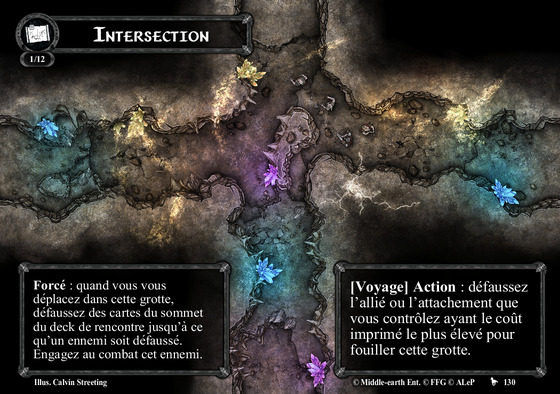 Intersection
1/12
Forcé : quand vous vous
déplacez dans cette grotte,
défaussez des cartes du sommet
du deck de rencontre jusqu'à ce
qu'un ennemi soit défaussé.
Engagez au combat cet ennemi.
[Voyage] Action : défaussez
l'allié ou l'attachement que
vous contrôlez ayant le coût
imprimé le plus élevé pour
fouiller cette grotte.
Illus. Calvin Streeting
© Middle-earth Ent. © FFG © ALeP
130